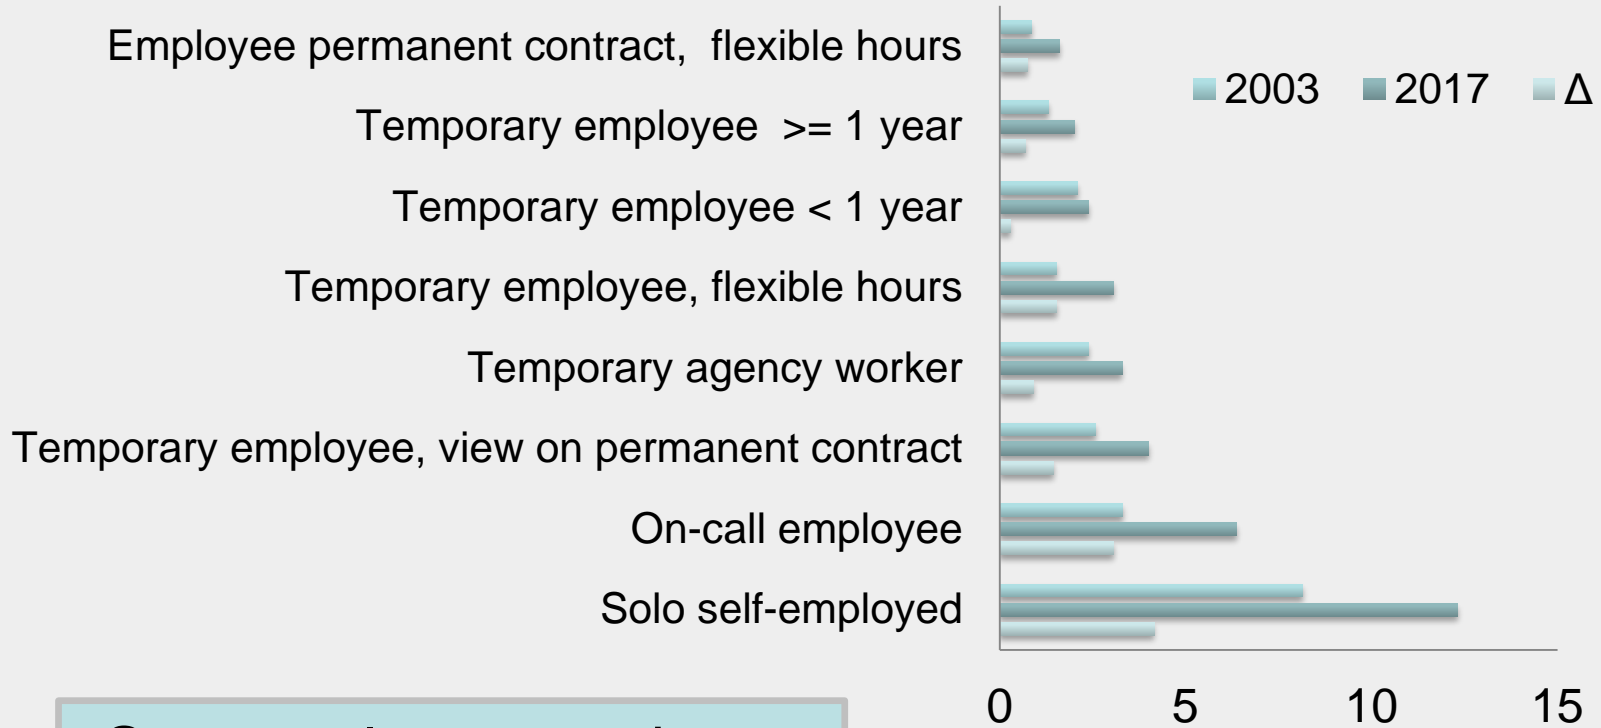 Employee permanent contract, flexible hours
2003 2017 Δ
Temporary employee >= 1 year
Temporary employee < 1 year
Temporary employee, flexible hours
Temporary agency worker
Temporary employee, view on permanent contract
On-call employee
Solo self-employed
0 5 10 15